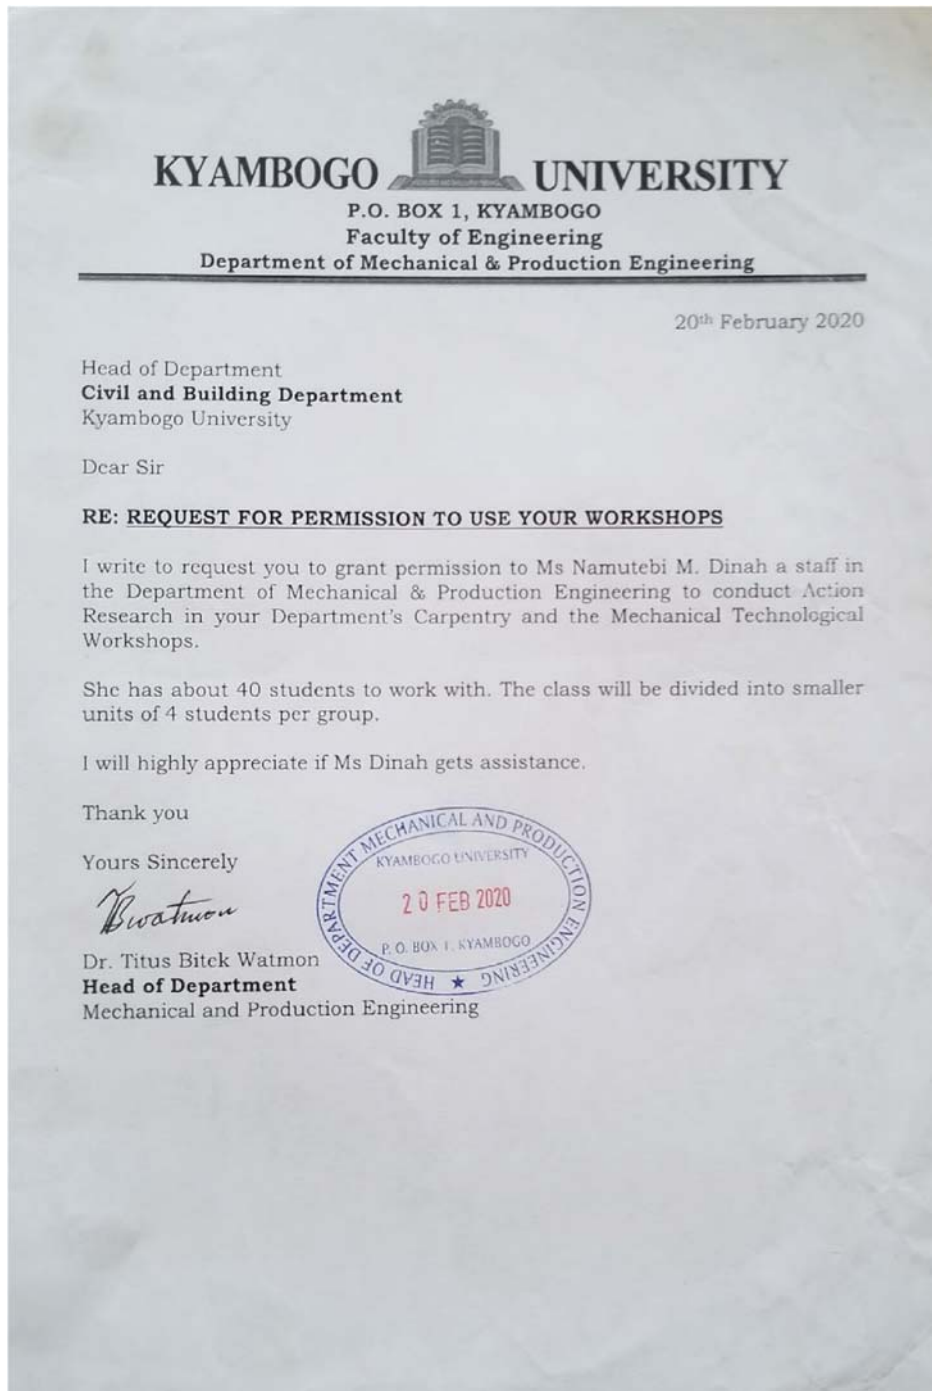 KYAMBOGO UNIVERSITY
P.O. BOX 1, KYAMBOGO
Faculty of Engineering
Department of Mechanical & Production Engineering
20th February 2020
Head of Department
Civil and Building Department
Kyambogo University
Dear Sir
RE: REQUEST FOR PERMISSION TO USE YOUR WORKSHOPS
I write to request you to grant permission to Ms Namutebi M. Dinah a staff in
the Department of Mechanical & Production Engineering to conduct Action
Research in your Department's Carpentry and the Mechanical Technological
Workshops.
She has about 40 students to work with. The class will be divided into smaller
units of 4 students per group.
I will highly appreciate if Ms Dinah gets assistance.
Thank you
Yours Sincerely
Bwatmon
Dr. Titus Bitek Watmon
Head of Department
Mechanical and Production Engineering
HEAD OF DEPARTMENT MECHANICAL AND PRODUCTION ENGINEERING
KYAMBOGO UNIVERSITY
20 FEB 2020
P. O. BOX 1, KYAMBOGO